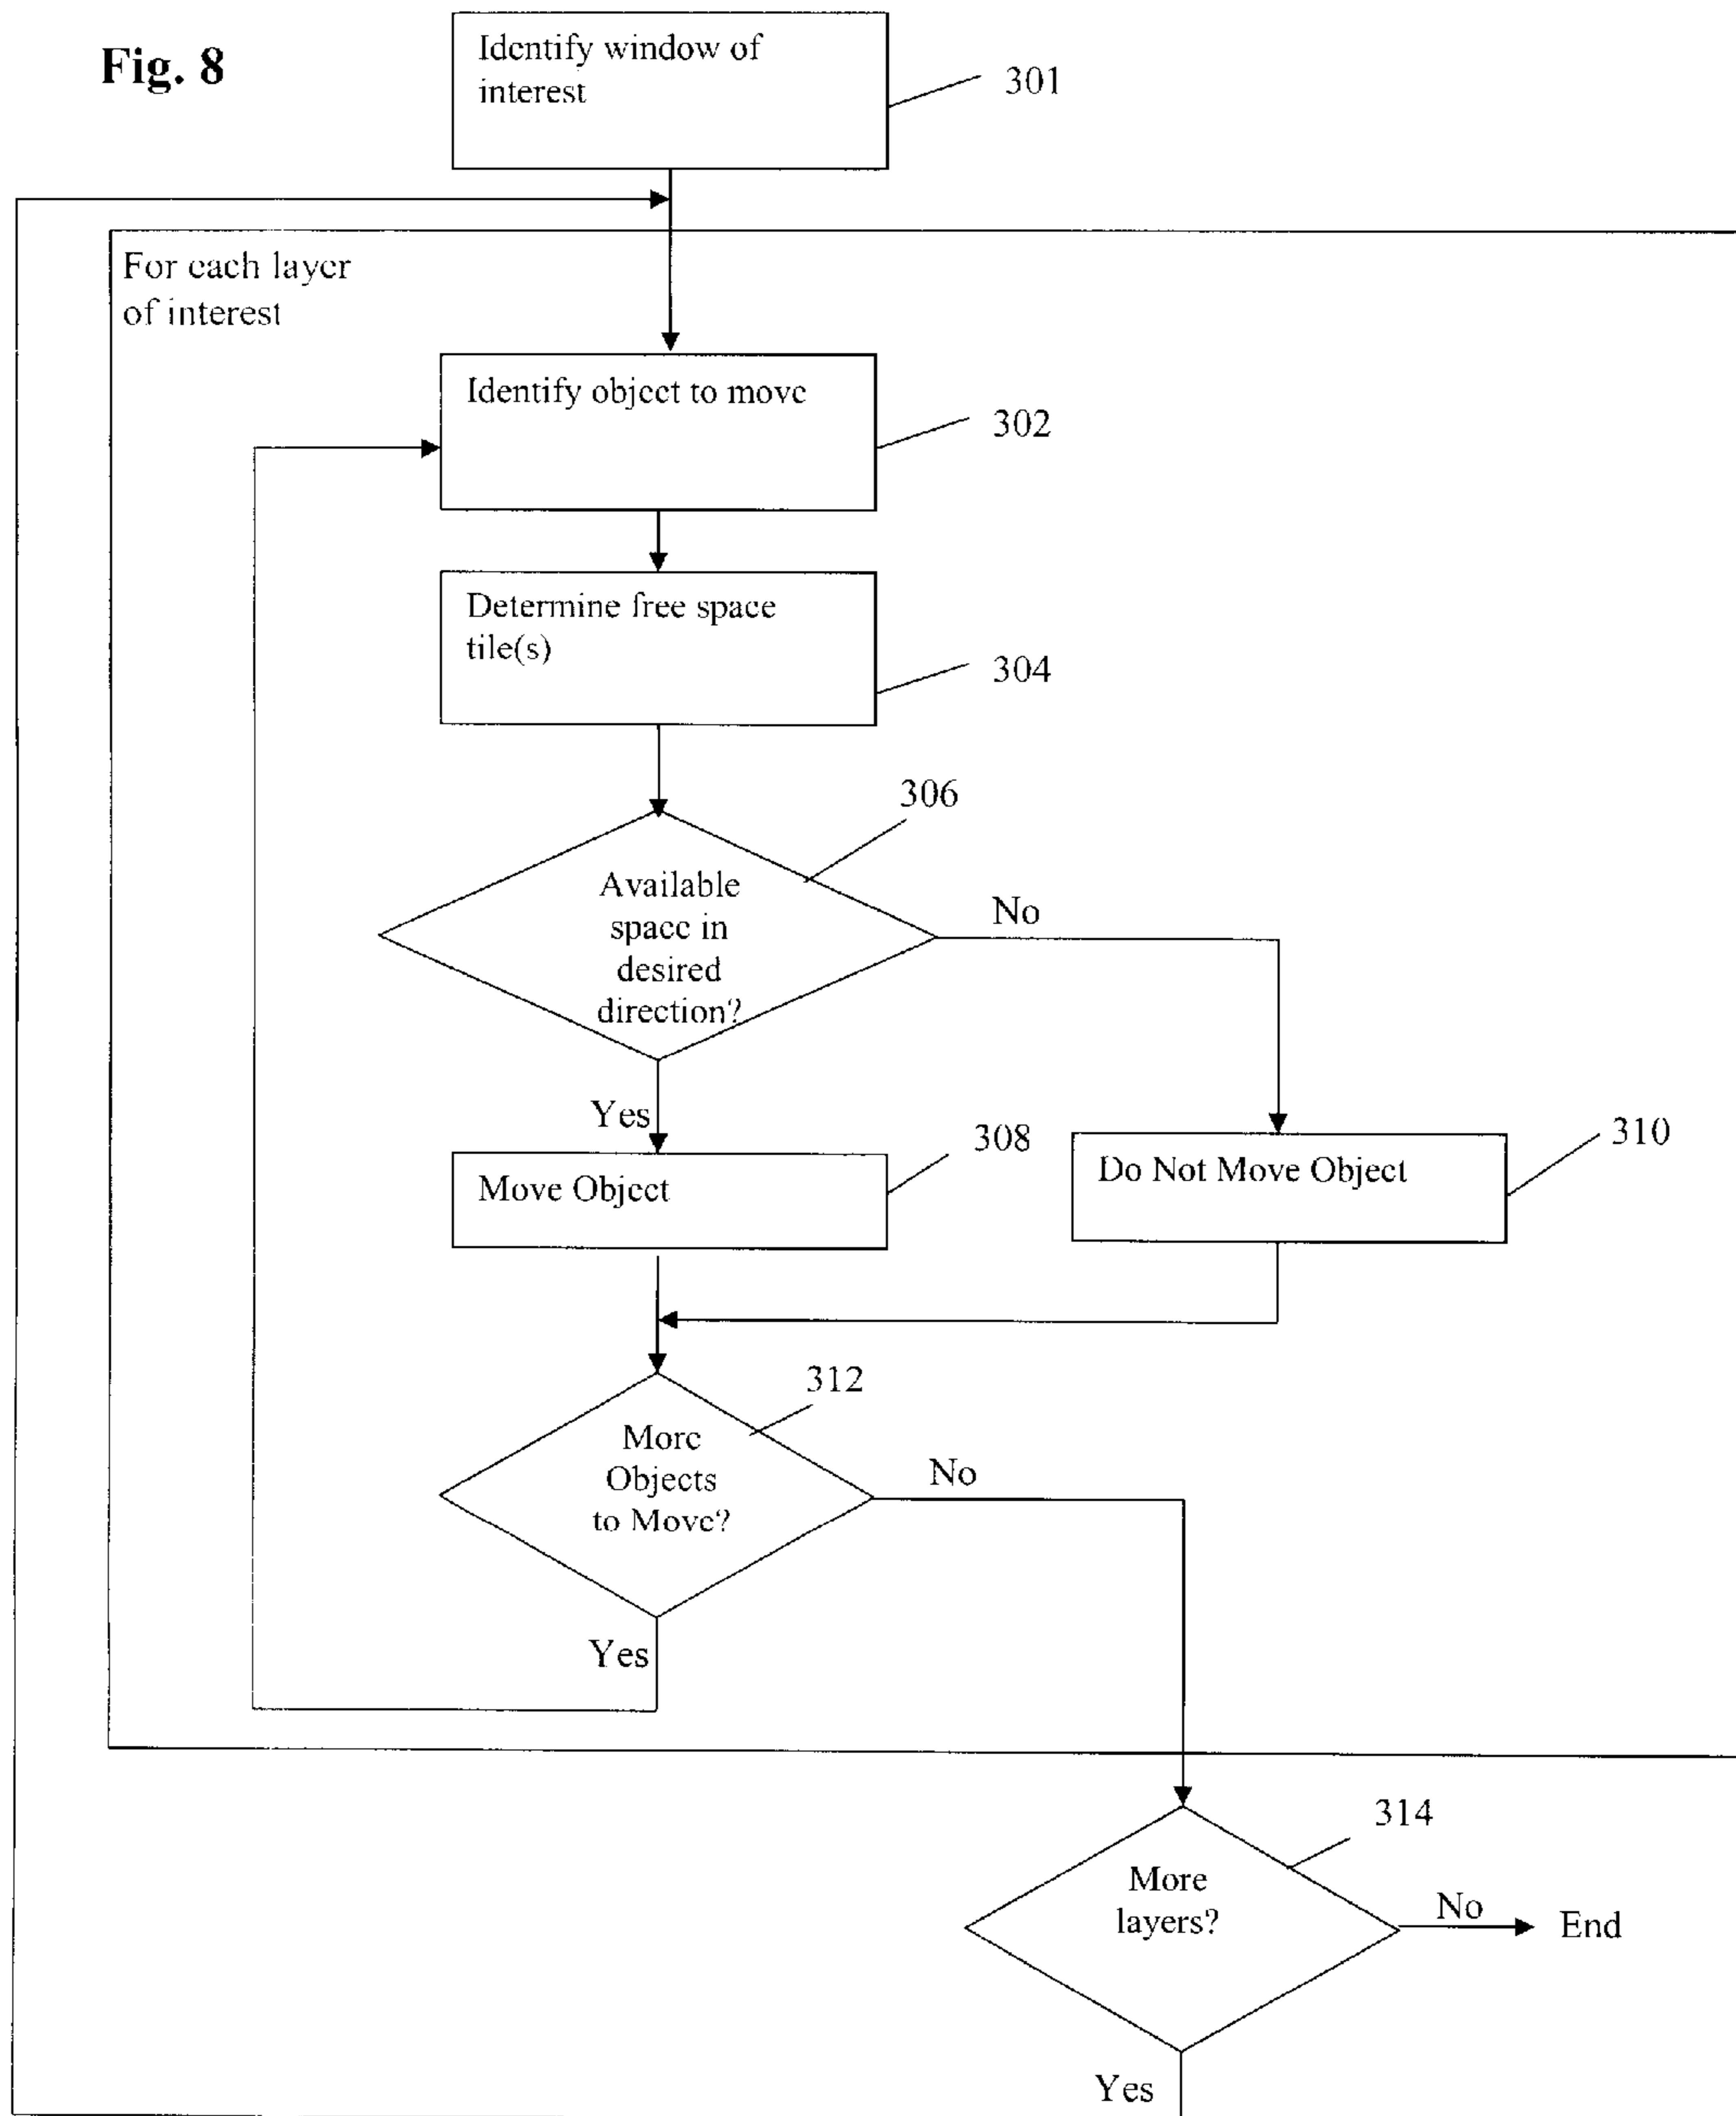 Fig. 8
Identify window of
interest
301
For each layer
of interest
Identify object to move
302
Determine free space
tile(s)
304
306
Available
space in
desired
direction?
No
Yes
308
310
Move Object
Do Not Move Object
312
More
Objects
to Move?
No
Yes
314
More
layers?
No
End
Yes